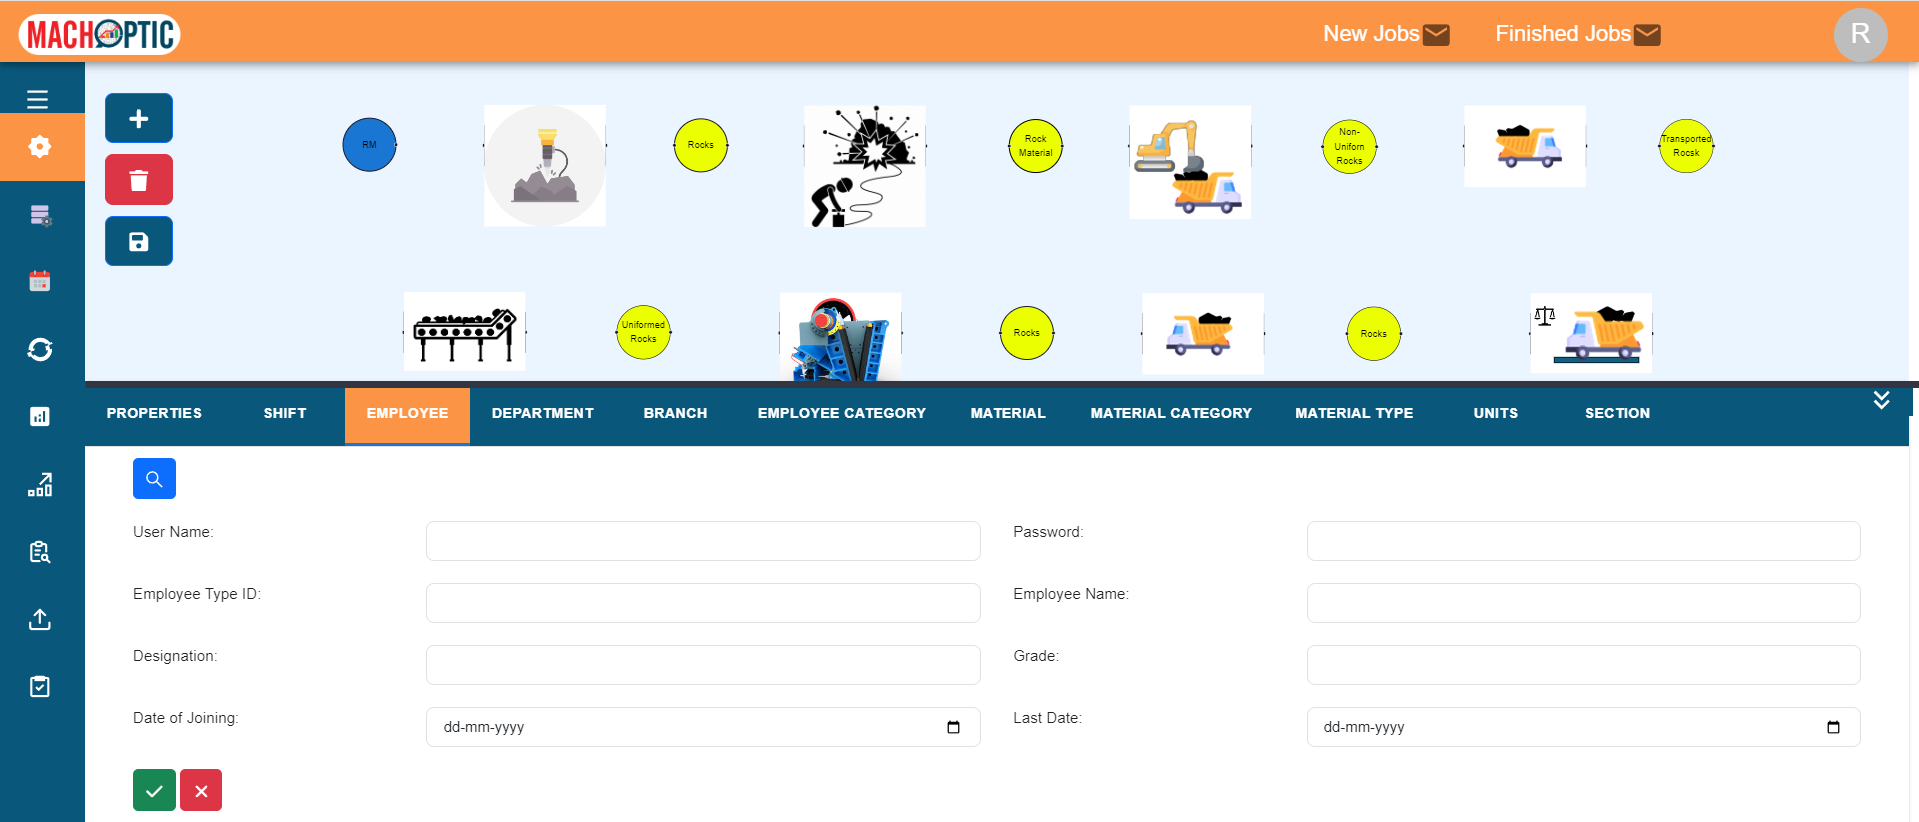 MACHOPTIC
New Jobs
Finished Jobs
R
RM
Rocks
Rock
Material
Non-
Uniforn
Rocks
Transported
Rocsk
Uniformed
Rocks
Rocks
Rocks
PROPERTIES
SHIFT
EMPLOYEE
DEPARTMENT
BRANCH
EMPLOYEE CATEGORY
MATERIAL
MATERIAL CATEGORY
MATERIAL TYPE
UNITS
SECTION
User Name:
Password:
Employee Type ID:
Employee Name:
Designation:
Grade:
Date of Joining:
dd-mm-yyyy
Last Date:
dd-mm-yyyy